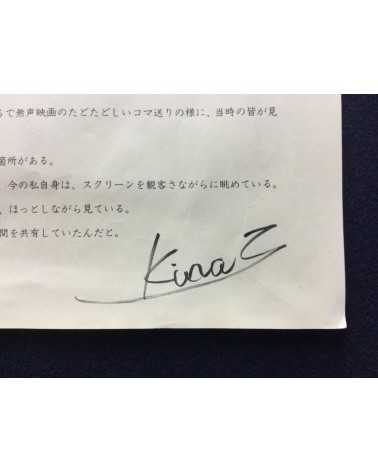 で無声映画のたどたどしいコマ送りの様に、当時の皆が見
箇所がある。
今の私自身は、スクリーンを観客さながらに眺めている。
、ほっとしながら見ている。
間を共有していたんだと。
Kina